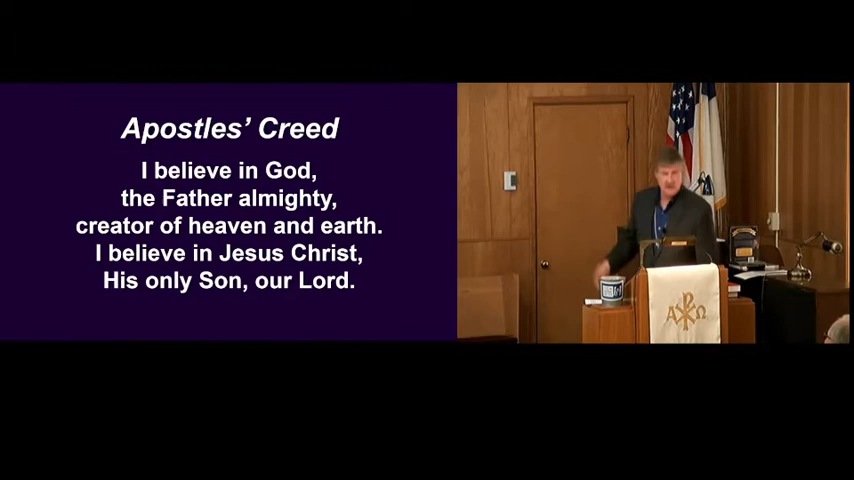 Apostles' Creed
I believe in God,
the Father almighty,
creator of heaven and earth.
I believe in Jesus Christ,
His only Son, our Lord.
Α Ω